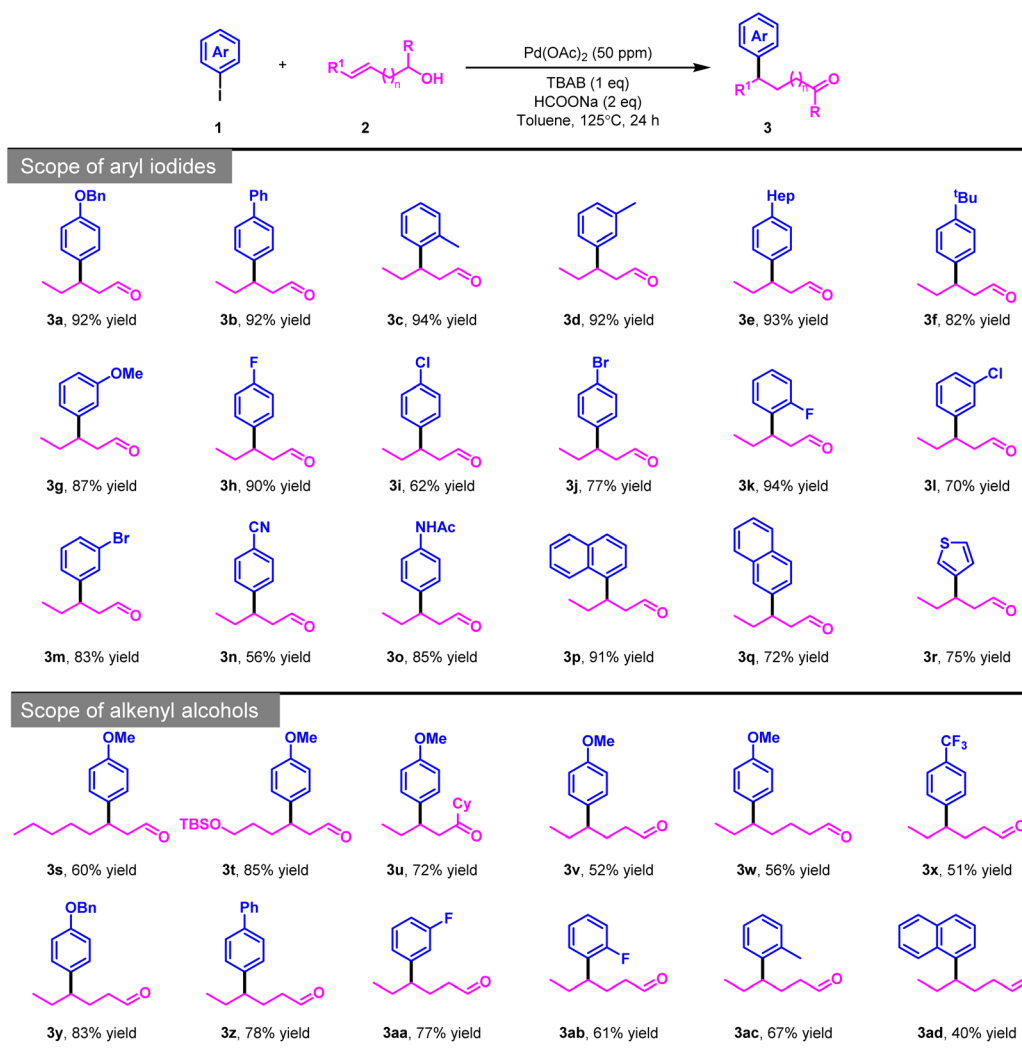 Ar
I
1
+
R¹
R
OH
n
2
Pd(OAc)₂ (50 ppm)
TBAB (1 eq)
HCOONa (2 eq)
Toluene, 125°C, 24 h
Ar
R¹
n
O
R
3
Scope of aryl iodides
OBn
Ph
Hep
ᵗBu
O
O
O
O
O
O
3a, 92% yield
3b, 92% yield
3c, 94% yield
3d, 92% yield
3e, 93% yield
3f, 82% yield
OMe
F
Cl
Br
F
Cl
O
O
O
O
O
O
3g, 87% yield
3h, 90% yield
3i, 62% yield
3j, 77% yield
3k, 94% yield
3l, 70% yield
Br
CN
NHAc
S
O
O
O
O
O
O
3m, 83% yield
3n, 56% yield
3o, 85% yield
3p, 91% yield
3q, 72% yield
3r, 75% yield
Scope of alkenyl alcohols
OMe
OMe
OMe
OMe
OMe
CF₃
O
TBSO
O
Cy
O
O
O
O
3s, 60% yield
3t, 85% yield
3u, 72% yield
3v, 52% yield
3w, 56% yield
3x, 51% yield
OBn
Ph
F
F
O
O
O
O
O
3y, 83% yield
3z, 78% yield
3aa, 77% yield
3ab, 61% yield
3ac, 67% yield
3ad, 40% yield